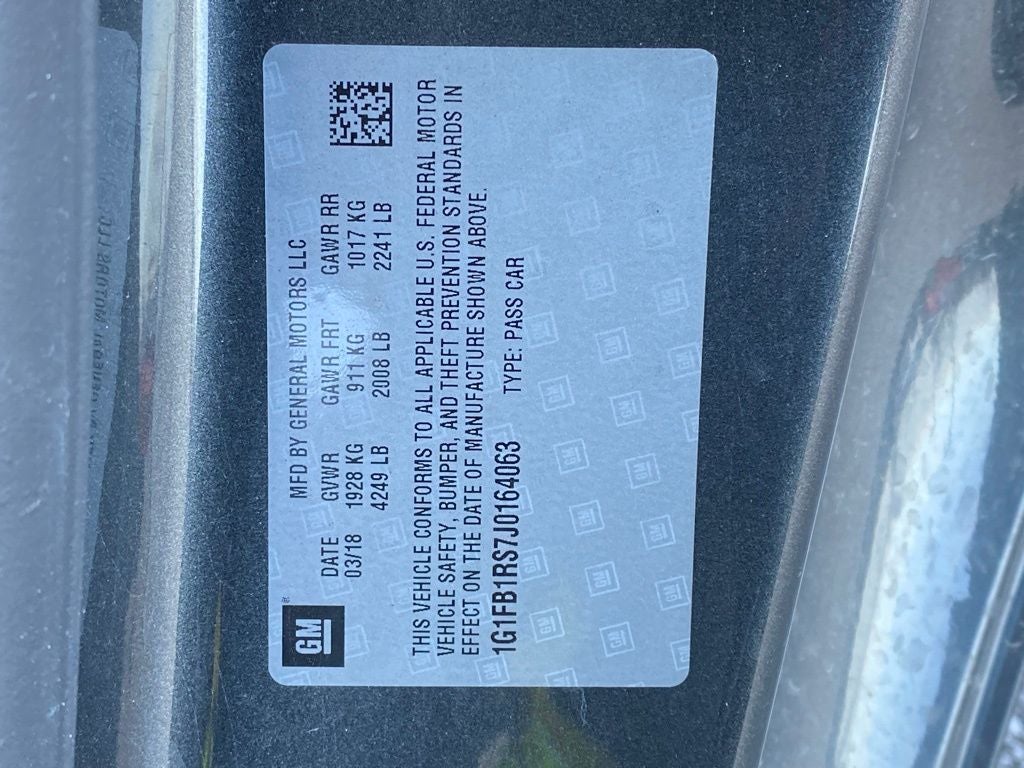 GM
MFD BY GENERAL MOTORS LLC
DATE GVWR GAWR FRT GAWR RR
03/18 1928 KG 911 KG 1017 KG
4249 LB 2008 LB 2241 LB
THIS VEHICLE CONFORMS TO ALL APPLICABLE U.S. FEDERAL MOTOR
VEHICLE SAFETY, BUMPER, AND THEFT PREVENTION STANDARDS IN
EFFECT ON THE DATE OF MANUFACTURE SHOWN ABOVE.
1G1FB1RS7J0164063 TYPE: PASS CAR